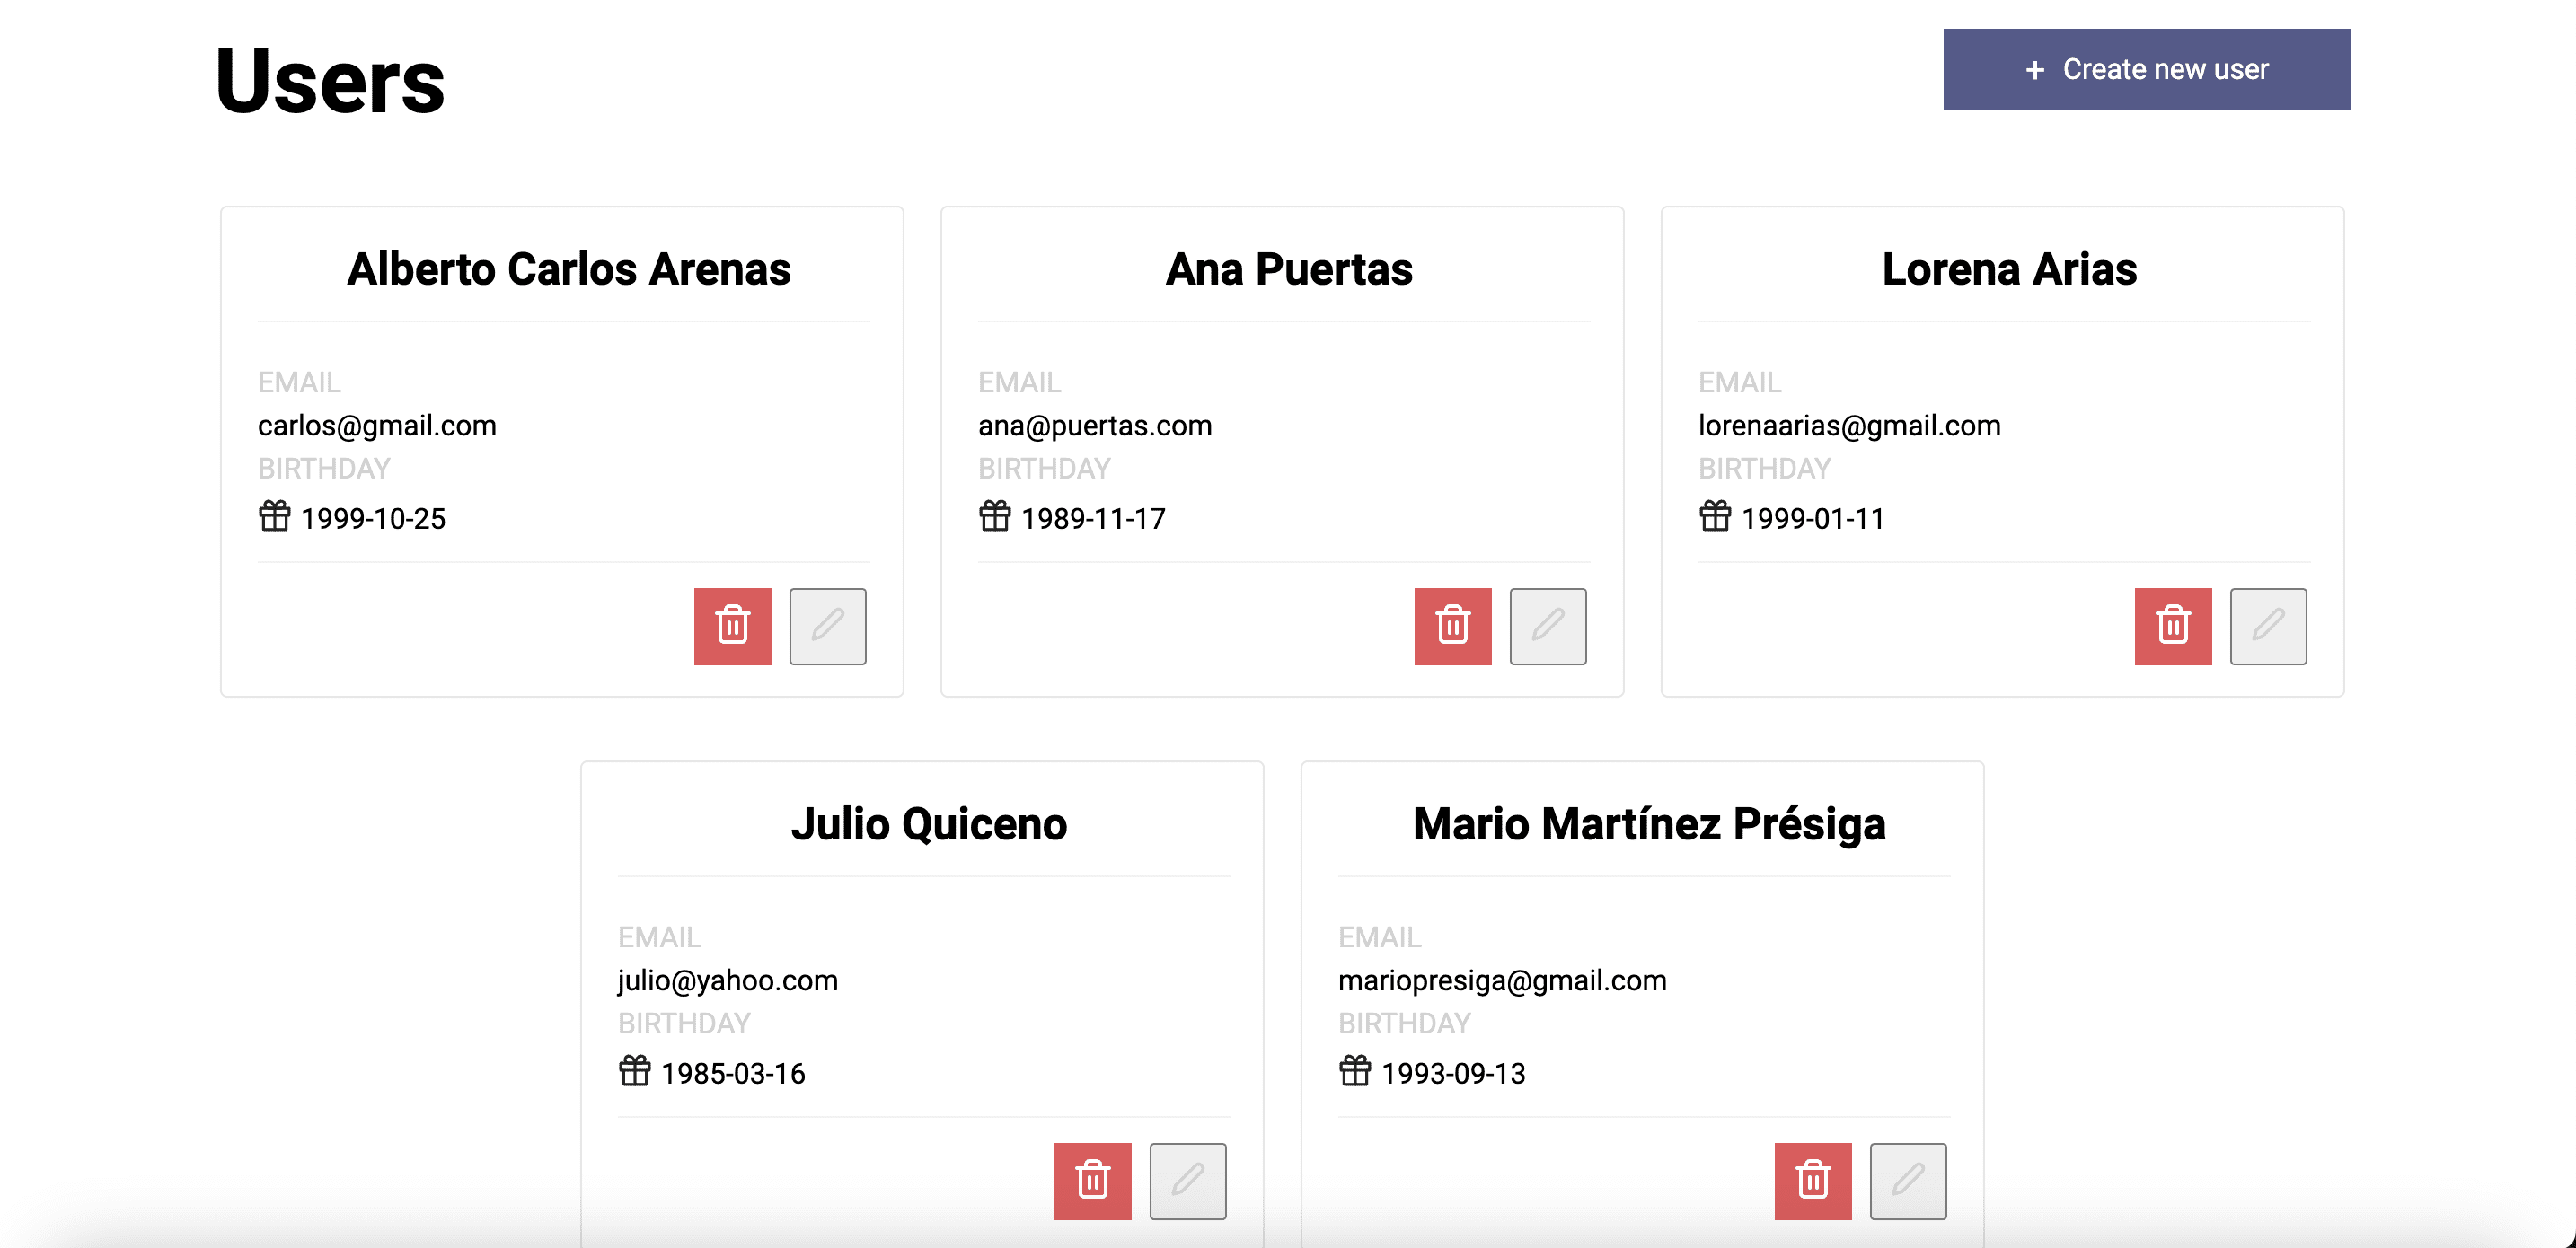 Users
+ Create new user
Alberto Carlos Arenas
EMAIL
carlos@gmail.com
BIRTHDAY
1999-10-25
Ana Puertas
EMAIL
ana@puertas.com
BIRTHDAY
1989-11-17
Lorena Arias
EMAIL
lorenaarias@gmail.com
BIRTHDAY
1999-01-11
Julio Quiceno
EMAIL
julio@yahoo.com
BIRTHDAY
1985-03-16
Mario Martínez Présiga
EMAIL
mariopresiga@gmail.com
BIRTHDAY
1993-09-13